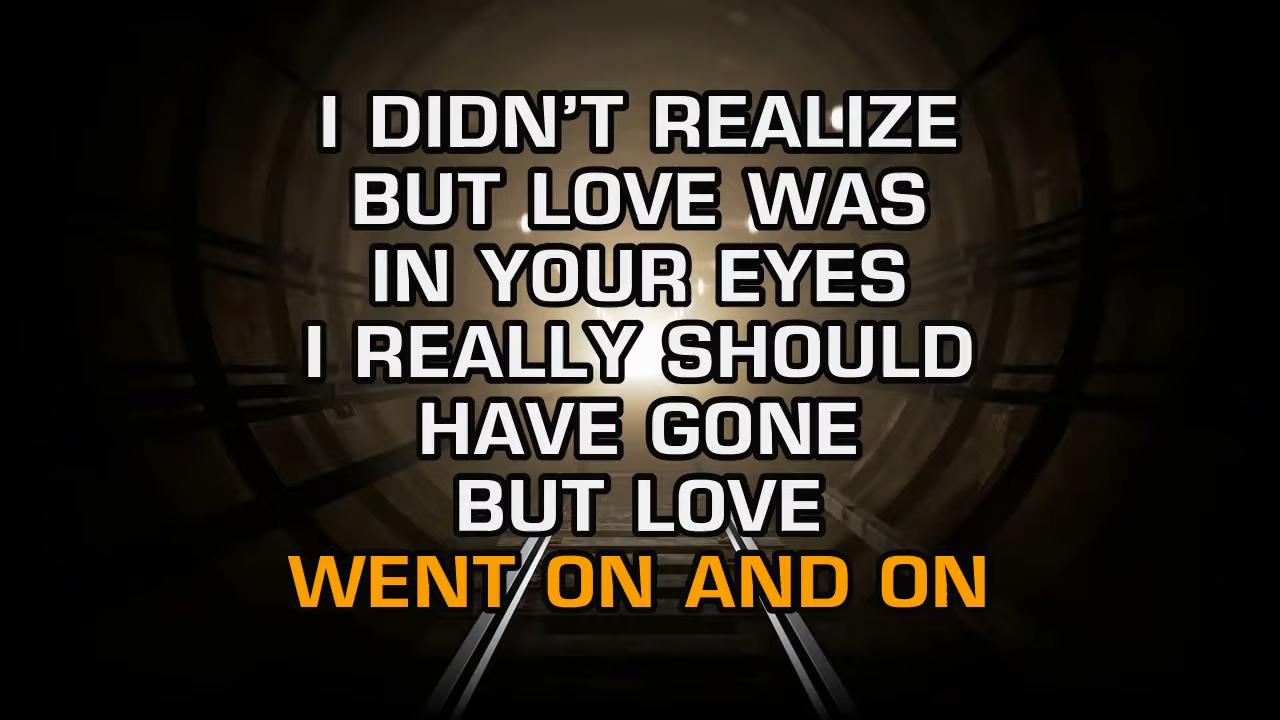 I DIDN'T REALIZE
BUT LOVE WAS
IN YOUR EYES
I REALLY SHOULD
HAVE GONE
BUT LOVE
WENT ON AND ON